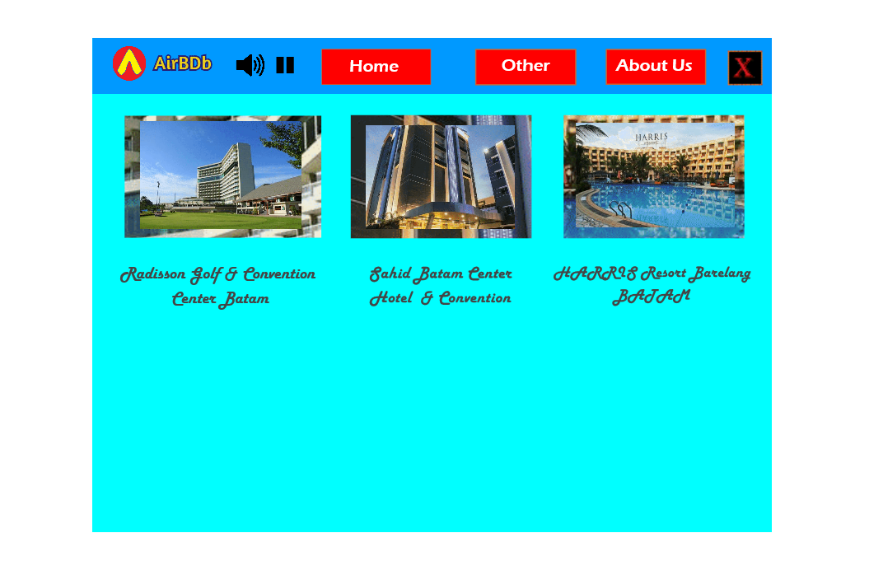 AirBDb
Home
Other
About Us
X
HARRIS
Radisson Golf & Convention
Center Batam
Sahid Batam Center
Hotel & Convention
HARRIS Resort Barelang
BATAM